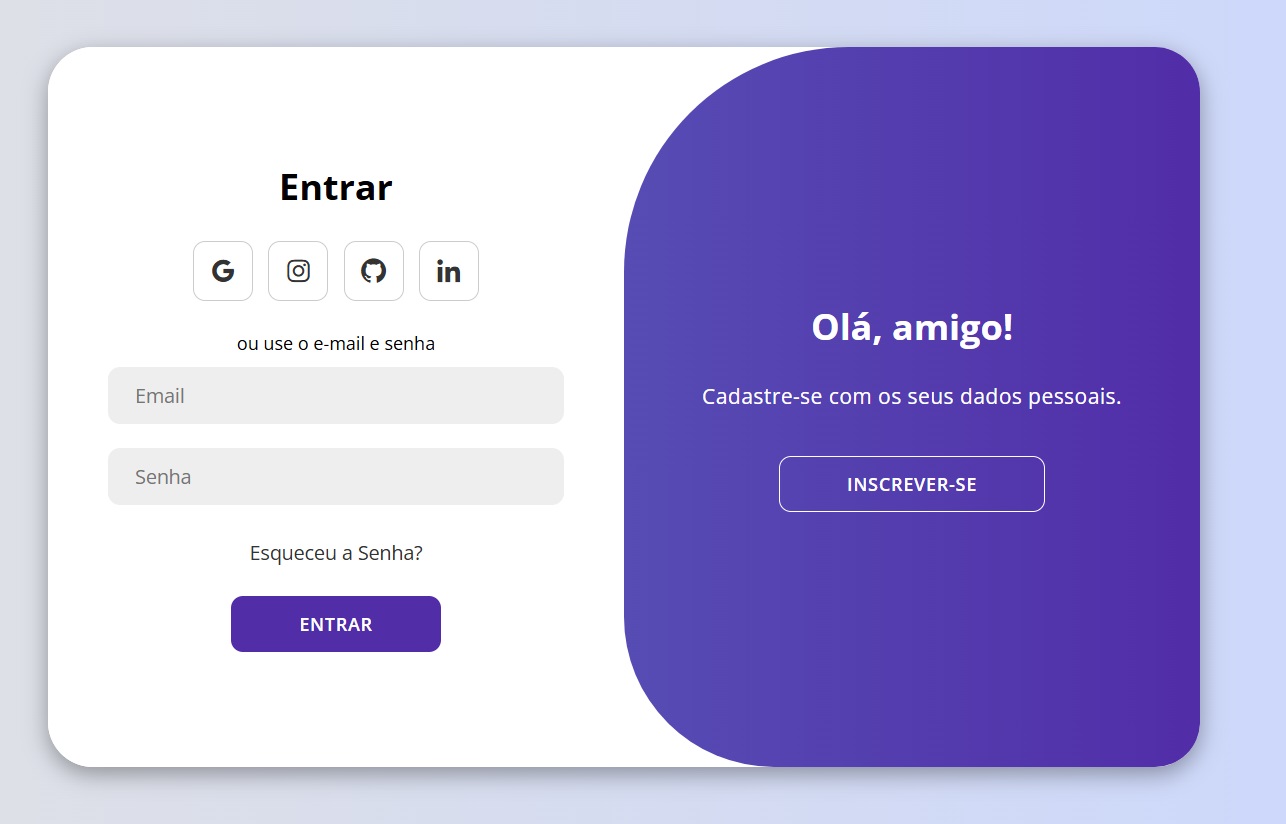 Entrar
ou use o e-mail e senha
Email
Senha
Esqueceu a Senha?
ENTRAR
Olá, amigo!
Cadastre-se com os seus dados pessoais.
INSCREVER-SE